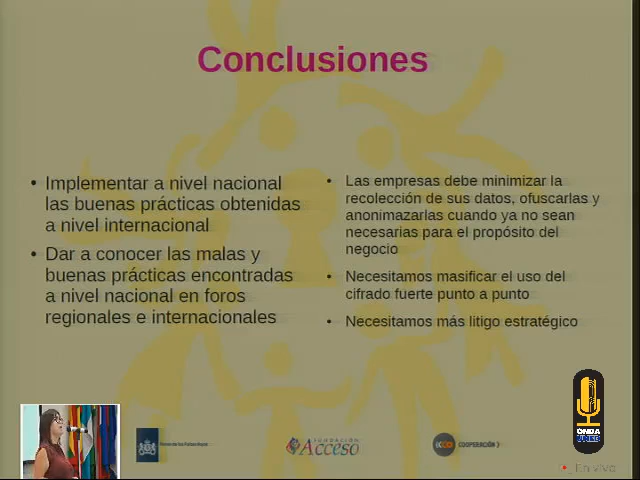 Conclusiones
• Implementar a nivel nacional
las buenas prácticas obtenidas
a nivel internacional
• Dar a conocer las malas y
buenas prácticas encontradas
a nivel nacional en foros
regionales e internacionales
• Las empresas debe minimizar la
recolección de sus datos, ofuscarlas y
anonimazarlas cuando ya no sean
necesarias para el propósito del
negocio
• Necesitamos masificar el uso del
cifrado fuerte punto a punto
• Necesitamos más litigo estratégico
FUNDACIÓN
Acceso
COOPERACIÓN
ONDA
UNED
• En vivo